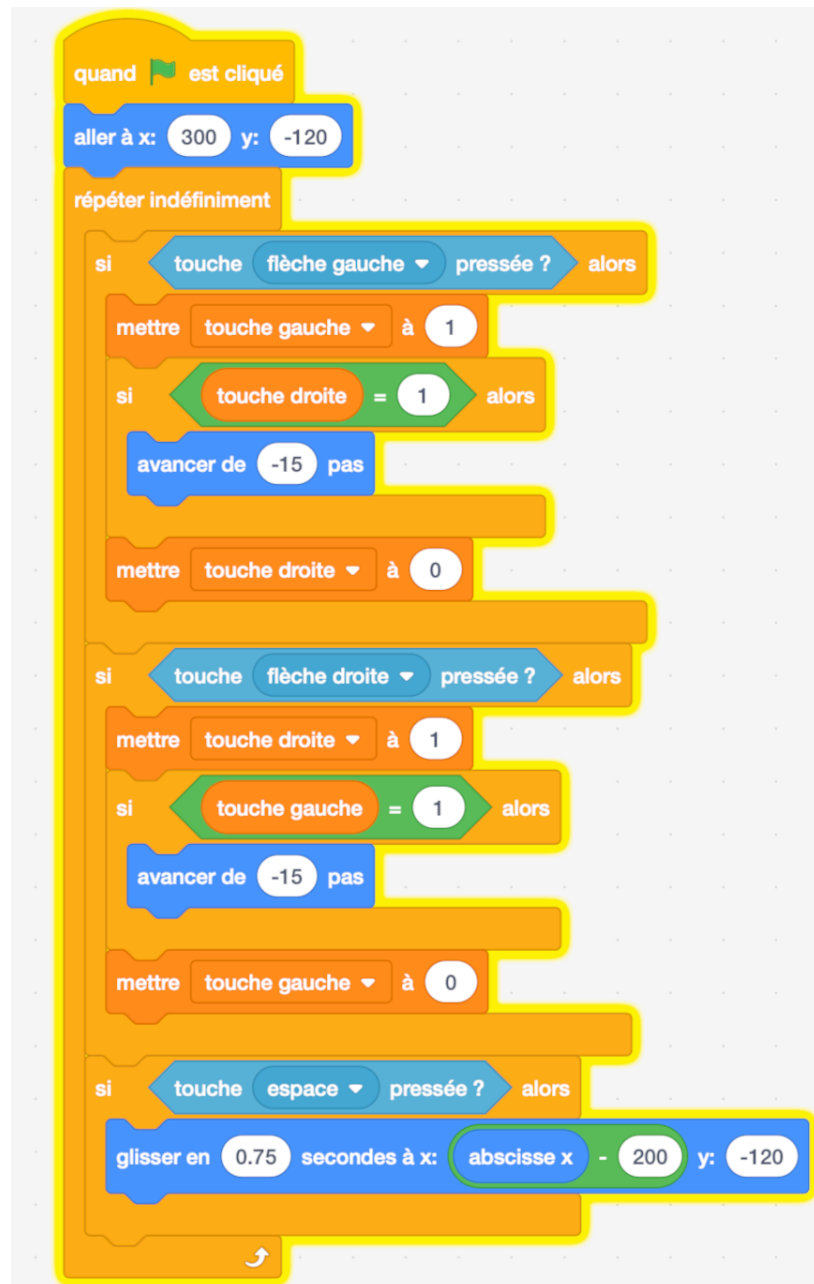 quand est cliqué
aller à x: 300 y: -120
répéter indéfiniment
si touche flèche gauche pressée ? alors
mettre touche gauche à 1
si touche droite = 1 alors
avancer de -15 pas
mettre touche droite à 0
si touche flèche droite pressée ? alors
mettre touche droite à 1
si touche gauche = 1 alors
avancer de -15 pas
mettre touche gauche à 0
si touche espace pressée ? alors
glisser en 0.75 secondes à x: abscisse x - 200 y: -120